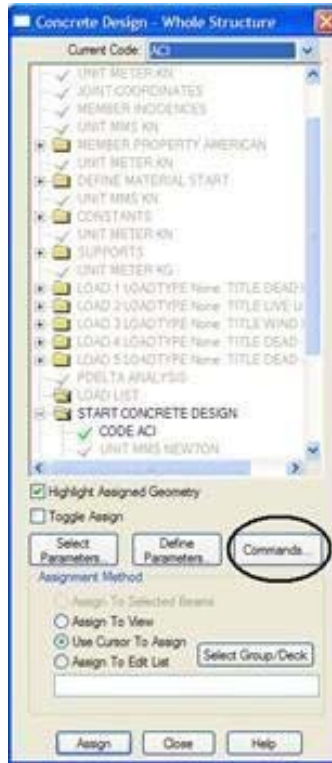 Concrete Design - Whole Structure
Current Code: ACI
UNIT METER KN
JOINT COORDINATES
MEMBER INCIDENCES
UNIT MMS KN
MEMBER PROPERTY AMERICAN
UNIT METER KN
DEFINE MATERIAL START
UNIT MMS KN
CONSTANTS
UNIT METER KN
SUPPORTS
UNIT METER KG
LOAD 1 LOADTYPE None TITLE DEAD
LOAD 2 LOADTYPE None TITLE LIVE L
LOAD 3 LOADTYPE None TITLE WIND
LOAD 4 LOADTYPE None TITLE DEAD
LOAD 5 LOADTYPE None TITLE DEAD
PDELTA ANALYSIS
LOAD LIST
START CONCRETE DESIGN
CODE ACI
UNIT MMS NEWTON
Highlight Assigned Geometry
Toggle Assign
Select Parameters...
Define Parameters...
Commands...
Assignment Method
Assign To Selected Beams
Assign To View
Use Cursor To Assign
Assign To Edit List
Select Group/Deck
Assign
Close
Help